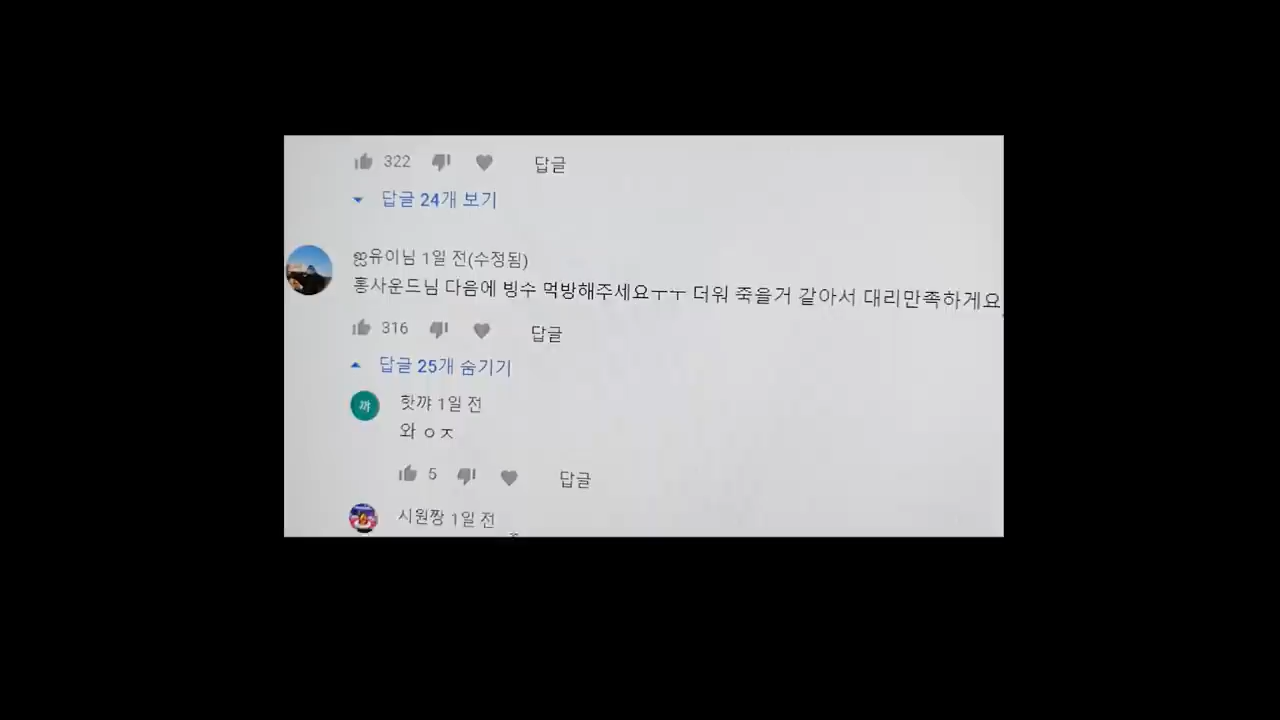 322 답글
답글 24개 보기
유이님 1일 전(수정됨)
홍사운드님 다음에 빙수 먹방해주세요ㅜㅜ 더워 죽을거 같아서 대리만족하게요
316 답글
답글 25개 숨기기
꺄
핫꺄 1일 전
와 ㅇㅈ
5 답글
시원짱 1일 전